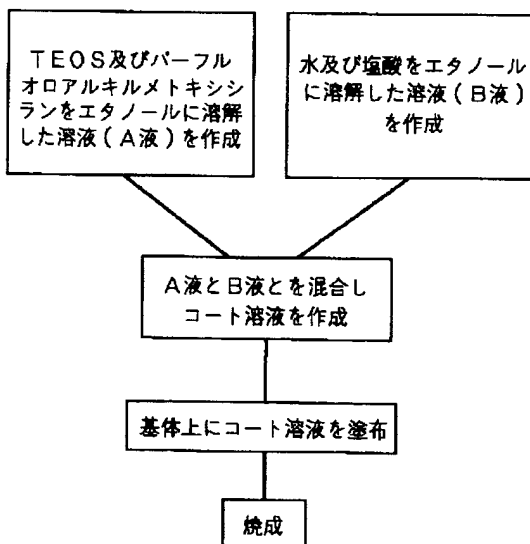 TEOS及びパーフル
オロアルキルメトキシシ
ランをエタノールに溶解
した溶液(A液)を作成
水及び塩酸をエタノール
に溶解した溶液(B液)
を作成
A液とB液とを混合し
コート溶液を作成
基体上にコート溶液を塗布
焼成